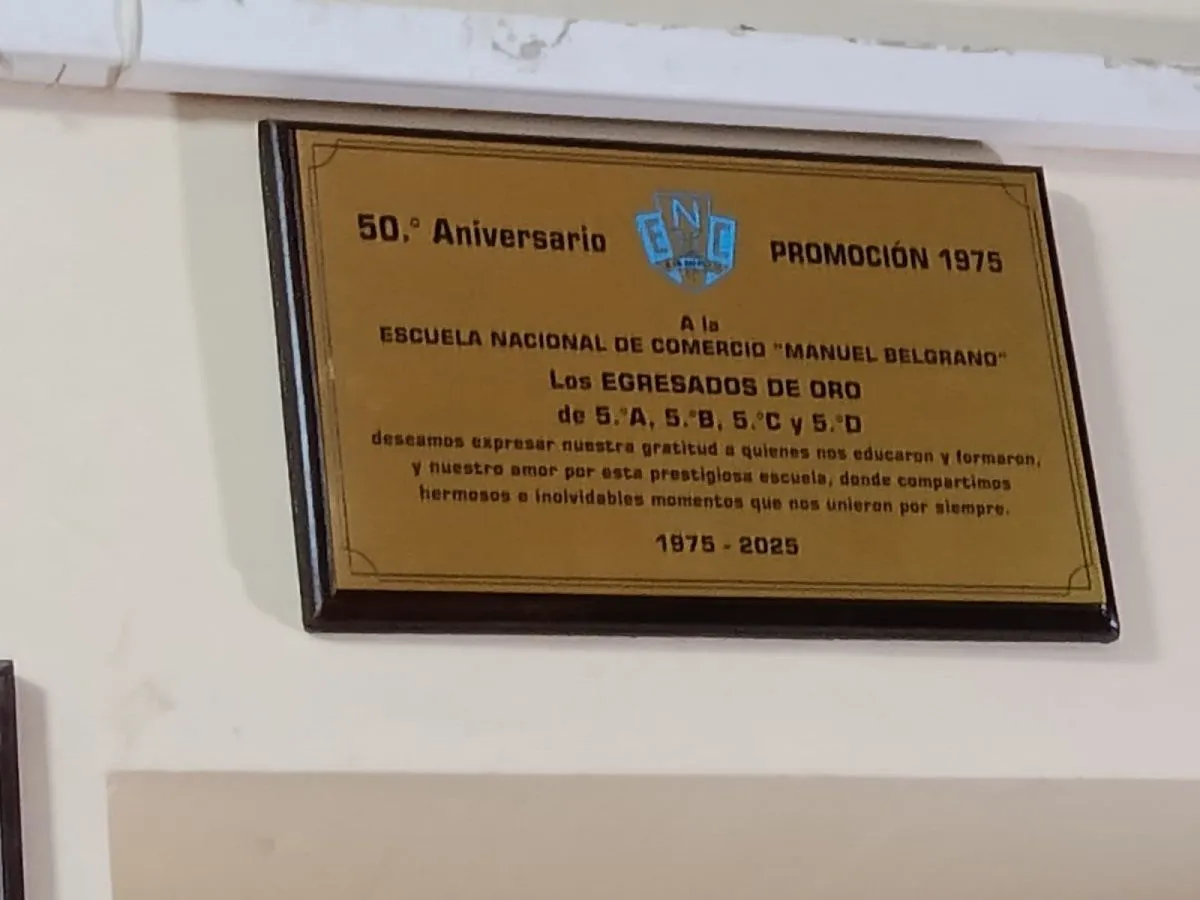 50.° Aniversario
E N C
PROMOCIÓN 1975
A la
ESCUELA NACIONAL DE COMERCIO "MANUEL BELGRANO"
Los EGRESADOS DE ORO
de 5.°A, 5.°B, 5.°C y 5.°D
deseamos expresar nuestra gratitud a quienes nos educaron y formaron,
y nuestro amor por esta prestigiosa escuela, donde compartimos
hermosos e inolvidables momentos que nos unieron por siempre.
1975 - 2025